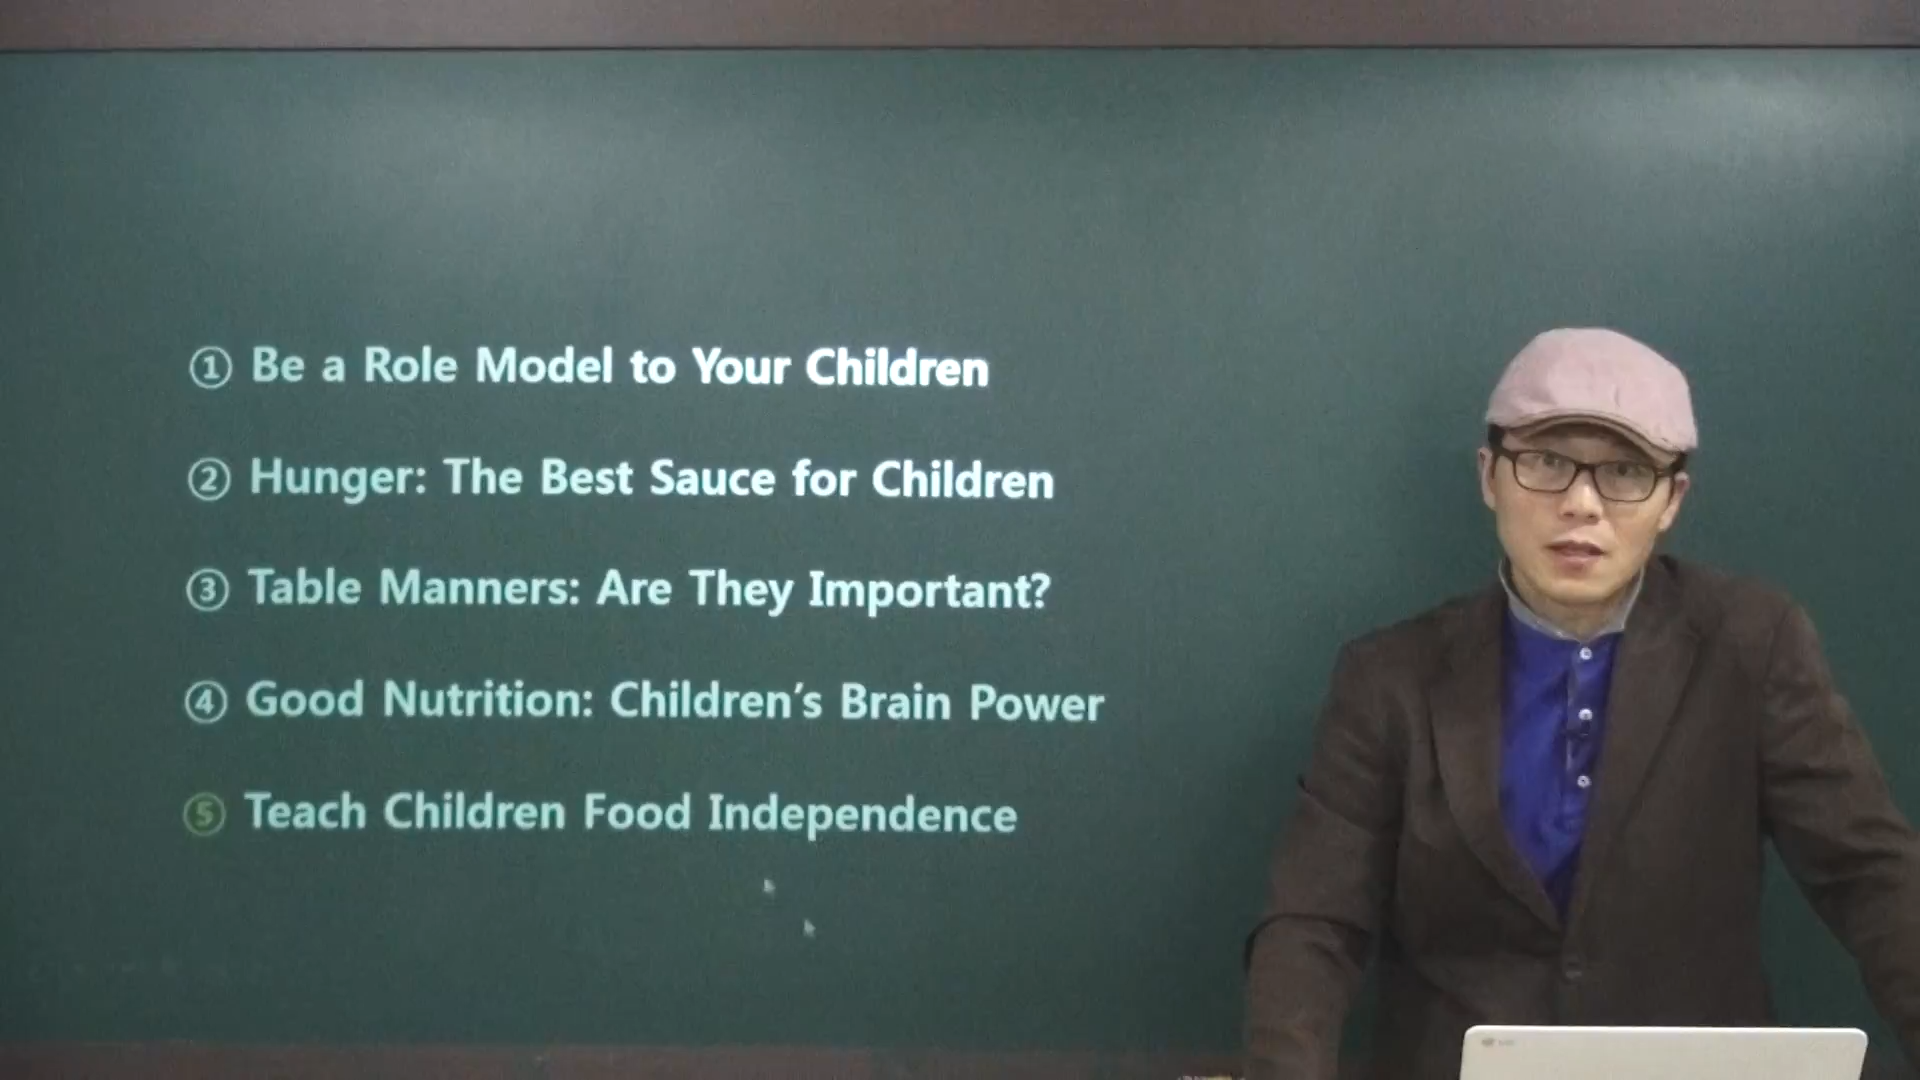 ① Be a Role Model to Your Children
② Hunger: The Best Sauce for Children
③ Table Manners: Are They Important?
④ Good Nutrition: Children's Brain Power
⑤ Teach Children Food Independence